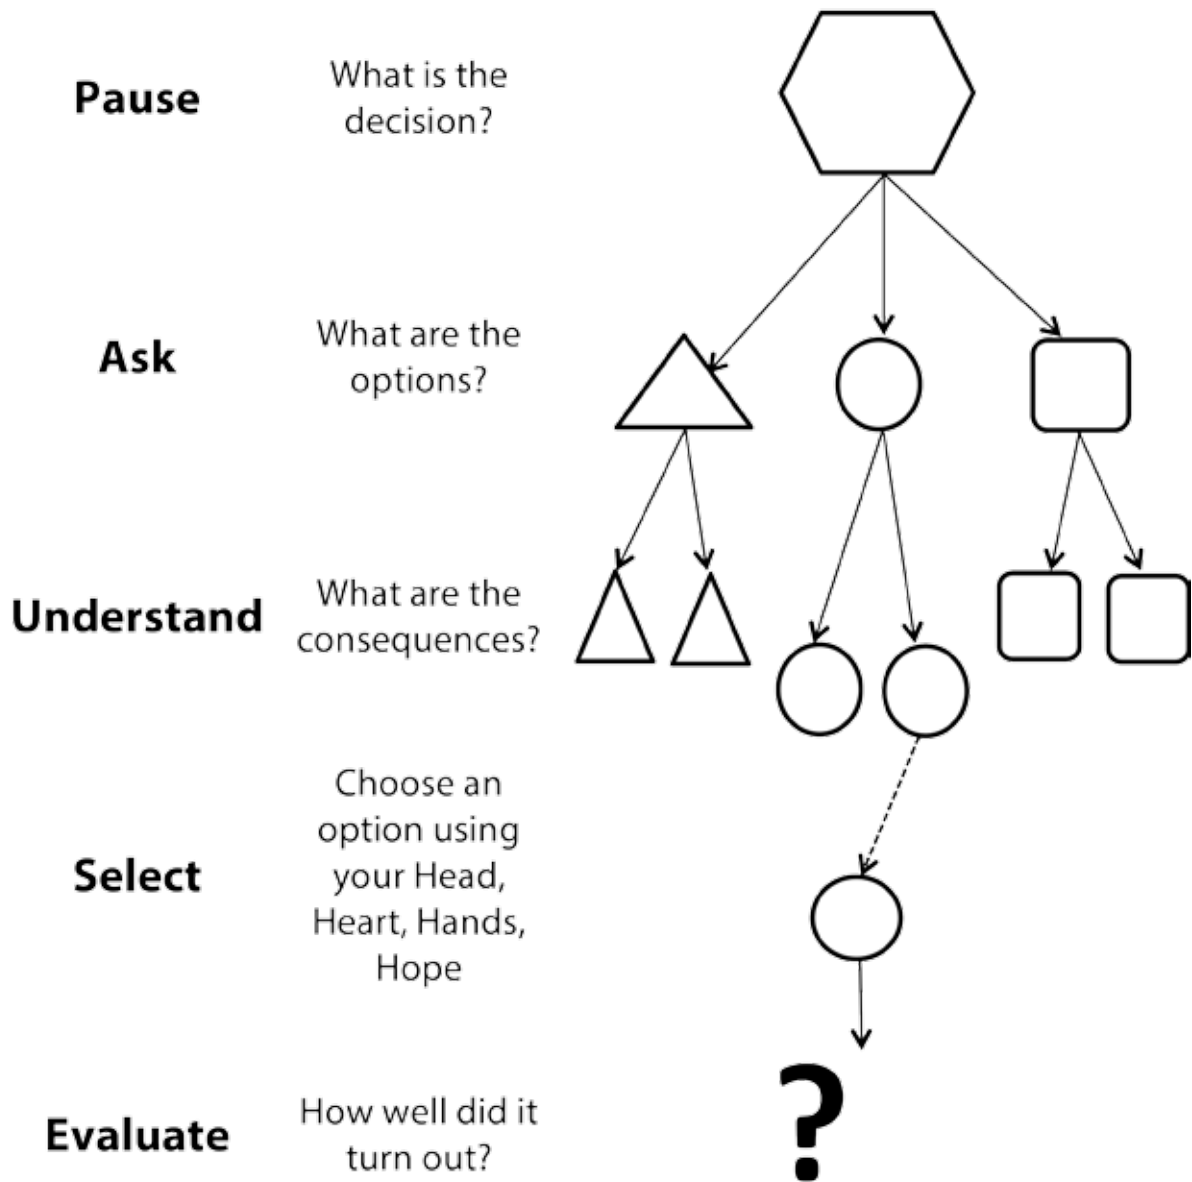 Pause
What is the
decision?
Ask
What are the
options?
Understand
What are the
consequences?
Select
Choose an
option using
your Head,
Heart, Hands,
Hope
Evaluate
How well did it
turn out?
?